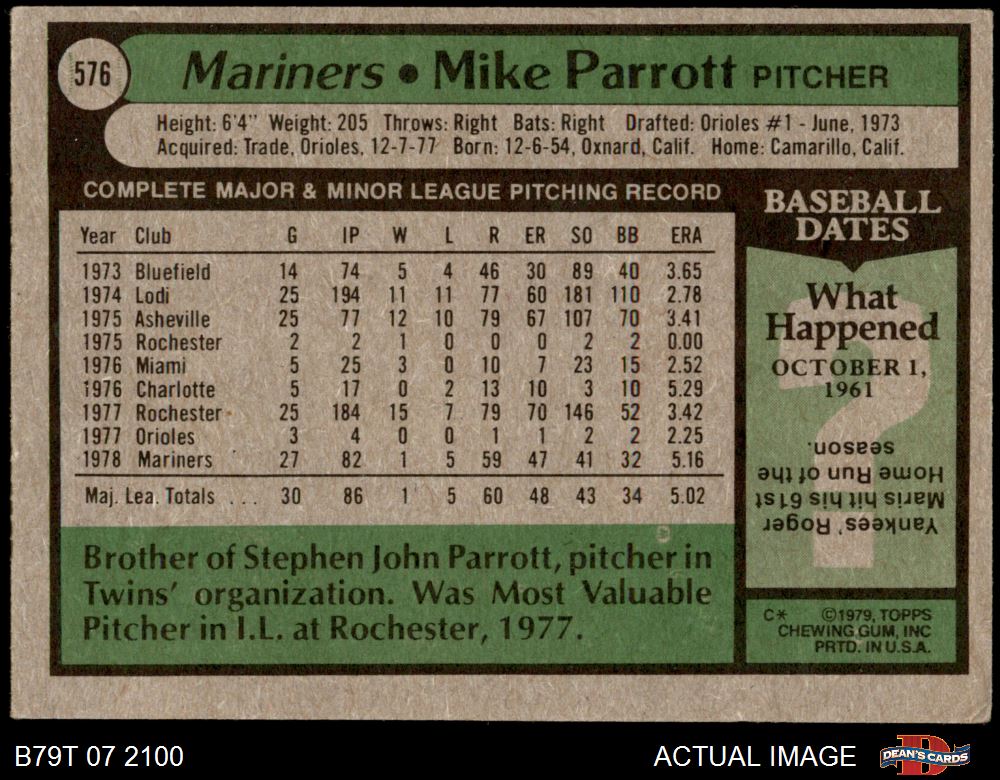 576
Mariners • Mike Parrott PITCHER
Height: 6'4" Weight: 205 Throws: Right Bats: Right Drafted: Orioles #1 - June, 1973
Acquired: Trade, Orioles, 12-7-77 Born: 12-6-54, Oxnard, Calif. Home: Camarillo, Calif.
COMPLETE MAJOR & MINOR LEAGUE PITCHING RECORD
Year Club G IP W L R ER SO BB ERA
1973 Bluefield 14 74 5 4 46 30 89 40 3.65
1974 Lodi 25 194 11 11 77 60 181 110 2.78
1975 Asheville 25 77 12 10 79 67 107 70 3.41
1975 Rochester 2 2 1 0 0 0 2 2 0.00
1976 Miami 5 25 3 0 10 7 23 15 2.52
1976 Charlotte 5 17 0 2 13 10 3 10 5.29
1977 Rochester 25 184 15 7 79 70 146 52 3.42
1977 Orioles 3 4 0 0 1 1 2 2 2.25
1978 Mariners 27 82 1 5 59 47 41 32 5.16
Maj. Lea. Totals ... 30 86 1 5 60 48 43 34 5.02
Brother of Stephen John Parrott, pitcher in
Twins' organization. Was Most Valuable
Pitcher in I.L. at Rochester, 1977.
BASEBALL
DATES
What
Happened
OCTOBER 1,
1961
?
Yankees' Roger
Maris hit his 61st
Home Run of the
season.
C* ©1979, TOPPS
CHEWING GUM, INC
PRTD. IN U.S.A.
B79T 07 2100
ACTUAL IMAGE
D
DEAN'S CARDS